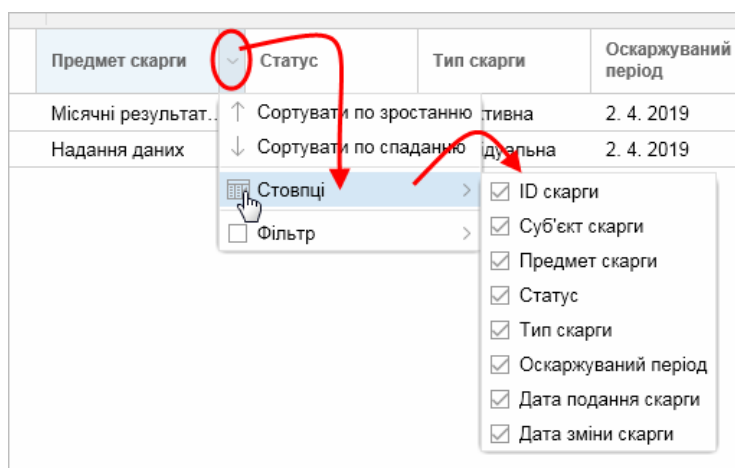 Предмет скарги
Статус
Тип скарги
Оскаржуваний
період
Місячні результат..
тивна
2. 4. 2019
Надання даних
дуальна
2. 4. 2019
Сортувати по зростанню
Сортувати по спаданню
Стовпці
Фільтр
ID скарги
Суб'єкт скарги
Предмет скарги
Статус
Тип скарги
Оскаржуваний період
Дата подання скарги
Дата зміни скарги